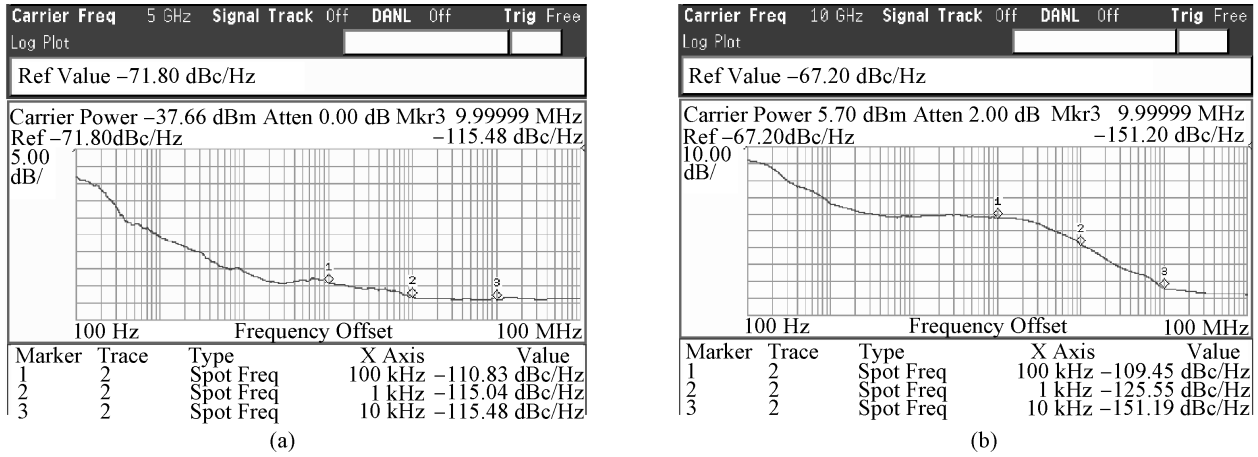 Carrier Freq 5 GHz Signal Track Off DANL Off Trig Free
Log Plot
Ref Value –71.80 dBc/Hz
Carrier Power –37.66 dBm Atten 0.00 dB Mkr3 9.99999 MHz
Ref –71.80dBc/Hz –115.48 dBc/Hz
5.00
dB/
1
2
3
100 Hz Frequency Offset 100 MHz
Marker Trace Type X Axis Value
1 2 Spot Freq 100 kHz –110.83 dBc/Hz
2 2 Spot Freq 1 kHz –115.04 dBc/Hz
3 2 Spot Freq 10 kHz –115.48 dBc/Hz
(a)
Carrier Freq 10 GHz Signal Track Off DANL Off Trig Free
Log Plot
Ref Value –67.20 dBc/Hz
Carrier Power 5.70 dBm Atten 2.00 dB Mkr3 9.99999 MHz
Ref –67.20dBc/Hz –151.20 dBc/Hz
10.00
dB/
1
2
3
100 Hz Frequency Offset 100 MHz
Marker Trace Type X Axis Value
1 2 Spot Freq 100 kHz –109.45 dBc/Hz
2 2 Spot Freq 1 kHz –125.55 dBc/Hz
3 2 Spot Freq 10 kHz –151.19 dBc/Hz
(b)